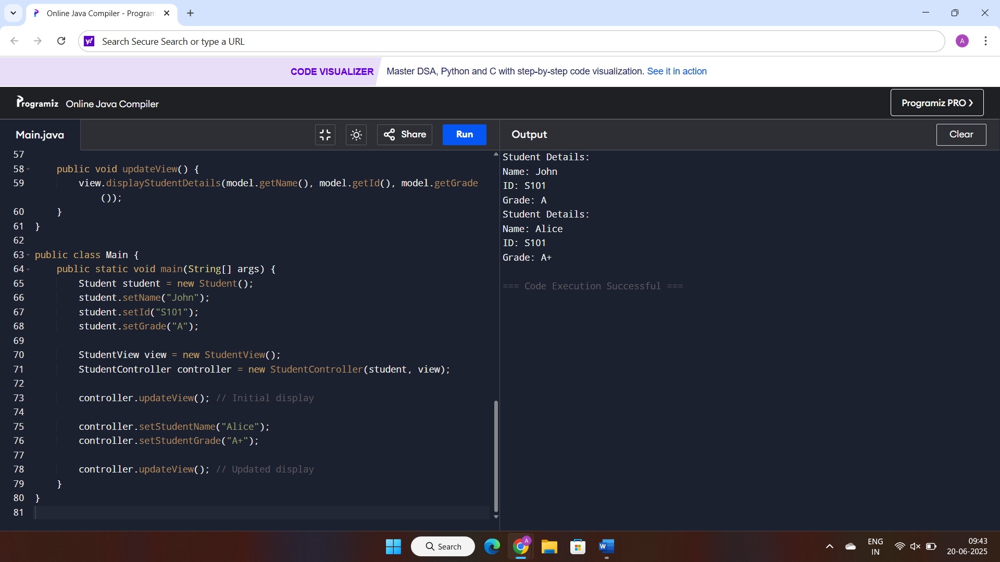 Online Java Compiler - Program
Search Secure Search or type a URL
A
CODE VISUALIZER Master DSA, Python and C with step-by-step code visualization. See it in action
Programiz Online Java Compiler
Programiz PRO ❯
Main.java
Share
Run
Output
Clear
57
58 public void updateView() {
59 view.displayStudentDetails(model.getName(), model.getId(), model.getGrade
());
60 }
61 }
62
63 public class Main {
64 public static void main(String[] args) {
65 Student student = new Student();
66 student.setName("John");
67 student.setId("S101");
68 student.setGrade("A");
69
70 StudentView view = new StudentView();
71 StudentController controller = new StudentController(student, view);
72
73 controller.updateView(); // Initial display
74
75 controller.setStudentName("Alice");
76 controller.setStudentGrade("A+");
77
78 controller.updateView(); // Updated display
79 }
80 }
81
Student Details:
Name: John
ID: S101
Grade: A
Student Details:
Name: Alice
ID: S101
Grade: A+
=== Code Execution Successful ===
Search
A
W
ENG
IN
09:43
20-06-2025